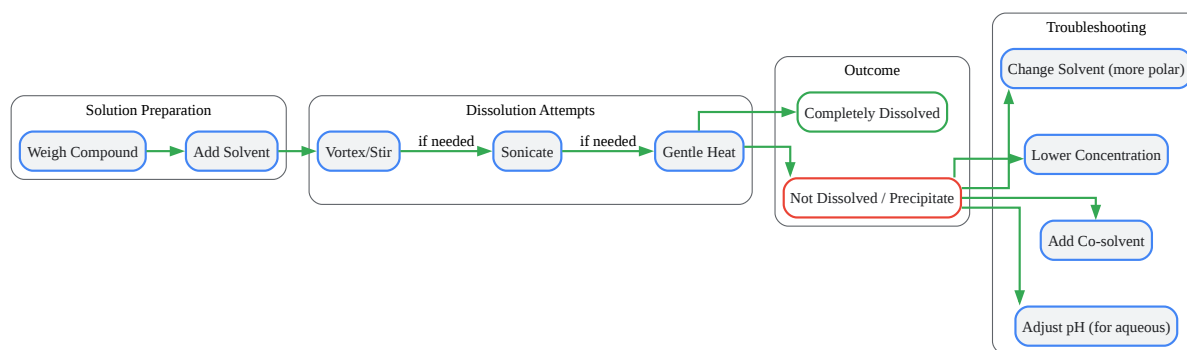 Solution Preparation
Weigh Compound
Add Solvent
Dissolution Attempts
Vortex/Stir
if needed
Sonicate
if needed
Gentle Heat
Outcome
Completely Dissolved
Not Dissolved / Precipitate
Troubleshooting
Change Solvent (more polar)
Lower Concentration
Add Co-solvent
Adjust pH (for aqueous)